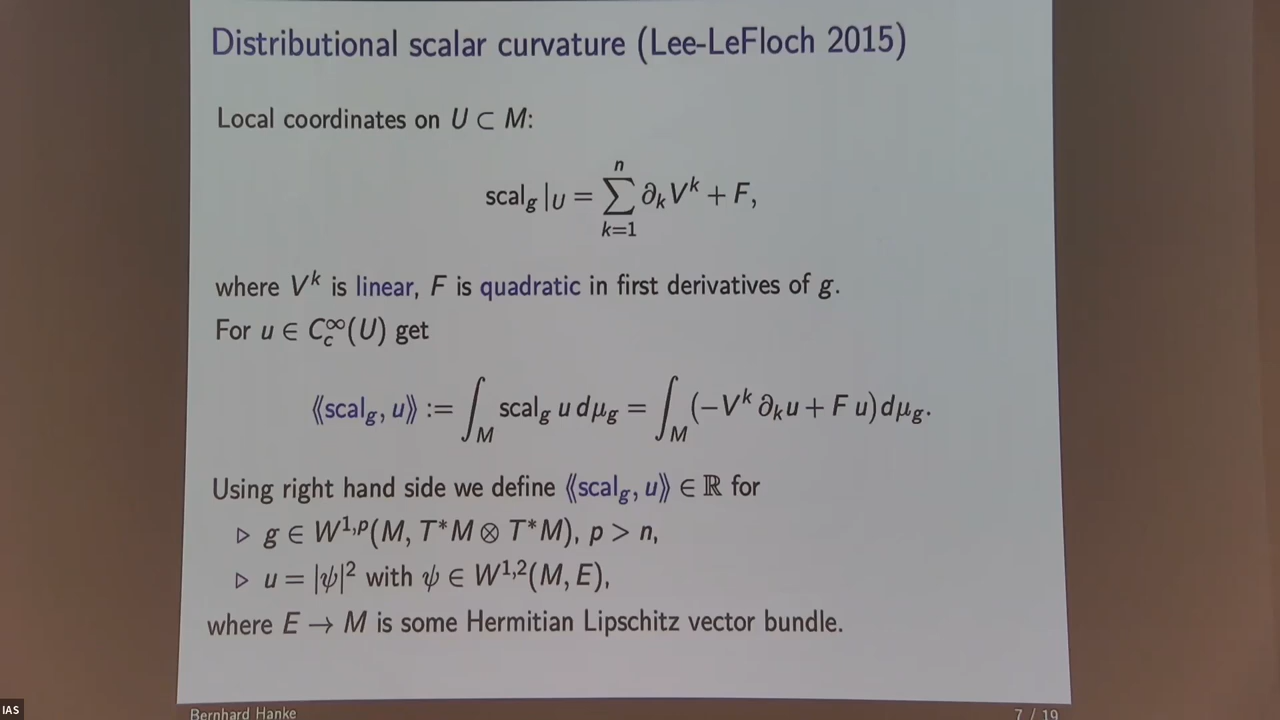 Distributional scalar curvature (Lee-LeFloch 2015)
Local coordinates on U ⊂ M:
scal_g |_U = ∑_{k=1}^{n} ∂_k V^k + F,
where V^k is linear, F is quadratic in first derivatives of g.
For u ∈ C_c^∞(U) get
⟪scal_g, u⟫ := ∫_M scal_g u dμ_g = ∫_M (−V^k ∂_k u + F u) dμ_g.
Using right hand side we define ⟪scal_g, u⟫ ∈ ℝ for
▷ g ∈ W^{1,p}(M, T*M ⊗ T*M), p > n,
▷ u = |ψ|^2 with ψ ∈ W^{1,2}(M, E),
where E → M is some Hermitian Lipschitz vector bundle.
Bernhard Hanke 7 / 19
IAS